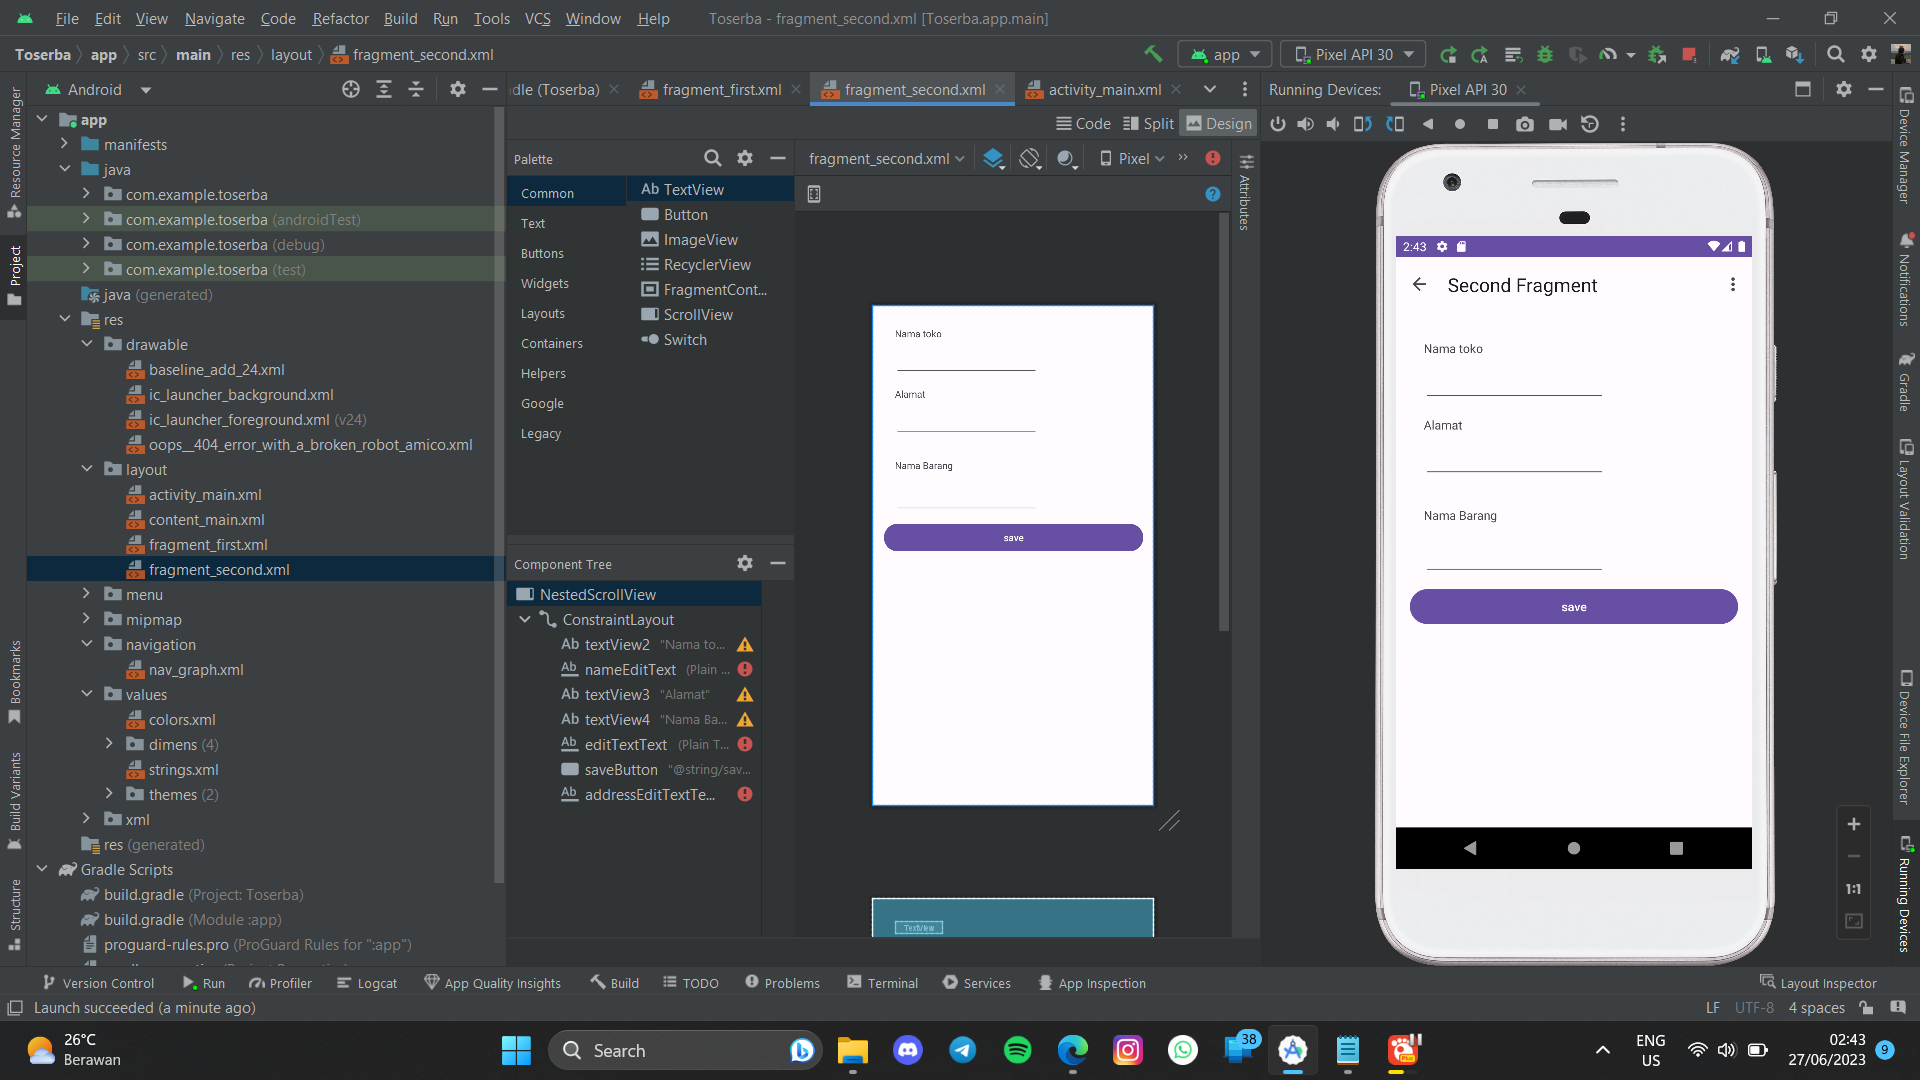 File Edit View Navigate Code Refactor Build Run Tools VCS Window Help Toserba - fragment_second.xml [Toserba.app.main]
Toserba app src main res layout fragment_second.xml app Pixel API 30
Android
dle (Toserba) fragment_first.xml fragment_second.xml activity_main.xml
Running Devices: Pixel API 30
Code Split Design
Resource Manager
Project
Bookmarks
Build Variants
Structure
app
manifests
java
com.example.toserba
com.example.toserba (androidTest)
com.example.toserba (debug)
com.example.toserba (test)
java (generated)
res
drawable
baseline_add_24.xml
ic_launcher_background.xml
ic_launcher_foreground.xml (v24)
oops__404_error_with_a_broken_robot_amico.xml
layout
activity_main.xml
content_main.xml
fragment_first.xml
fragment_second.xml
menu
mipmap
navigation
nav_graph.xml
values
colors.xml
dimens (4)
strings.xml
themes (2)
xml
res (generated)
Gradle Scripts
build.gradle (Project: Toserba)
build.gradle (Module :app)
proguard-rules.pro (ProGuard Rules for ":app")
Palette
Common
Text
Buttons
Widgets
Layouts
Containers
Helpers
Google
Legacy
Ab TextView
Button
ImageView
RecyclerView
FragmentCont...
ScrollView
Switch
Component Tree
NestedScrollView
ConstraintLayout
Ab textView2 "Nama to...
Ab nameEditText (Plain ...
Ab textView3 "Alamat"
Ab textView4 "Nama Ba...
Ab editTextText (Plain T...
saveButton "@string/sav...
Ab addressEditTextTe...
fragment_second.xml Pixel
Attributes
Nama toko
Alamat
Nama Barang
save
TextView
2:43
Second Fragment
Nama toko
Alamat
Nama Barang
save
1:1
Device Manager
Notifications
Gradle
Layout Validation
Device File Explorer
Running Devices
Version Control Run Profiler Logcat App Quality Insights Build TODO Problems Terminal Services App Inspection Layout Inspector
Launch succeeded (a minute ago) LF UTF-8 4 spaces
26°C
Berawan
Search
38
ENG
US
02:43
27/06/2023
9